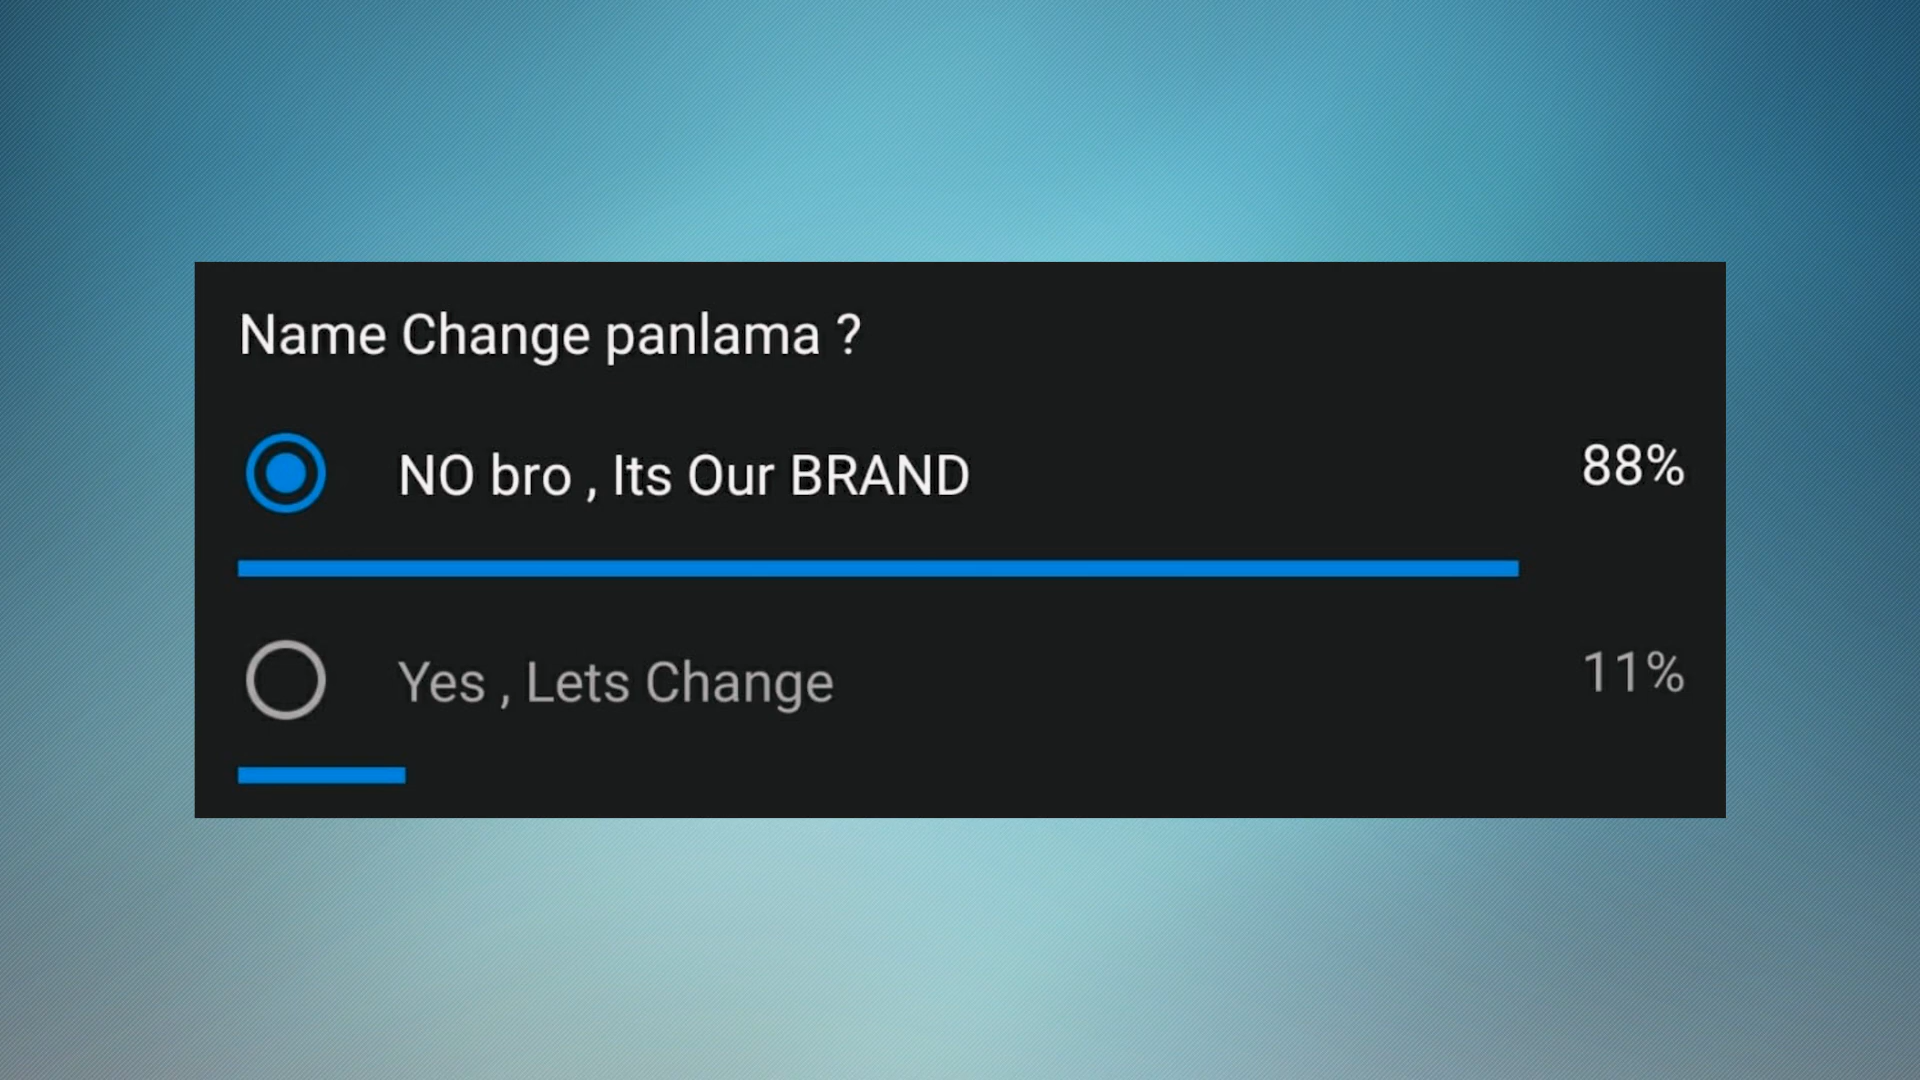 Name Change panlama ?
NO bro , Its Our BRAND
88%
Yes , Lets Change
11%